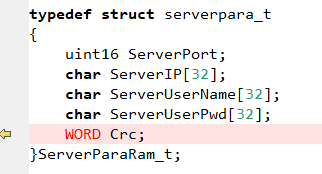 typedef struct serverpara_t
{
uint16 ServerPort;
char ServerIP[32];
char ServerUserName[32];
char ServerUserPwd[32];
WORD Crc;
}ServerParaRam_t;